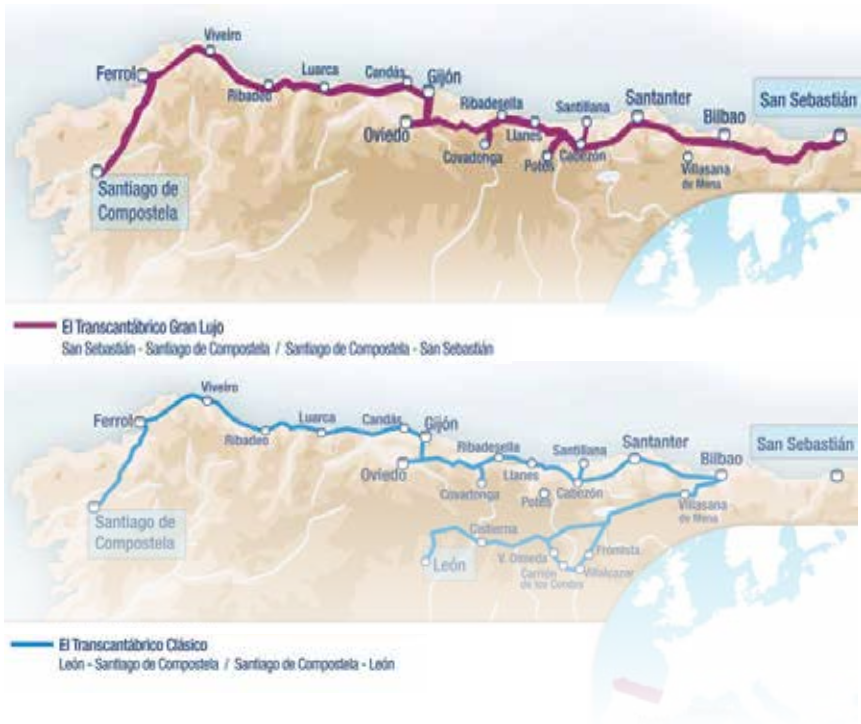 Viveiro
Ferrol
Ribadeo
Luarca
Candás
Gijón
Oviedo
Ribadesella
Covadonga
Llanes
Santillana
Potes
Cabezón
Santanter
Bilbao
Villasana
de Mena
San Sebastián
Santiago de
Compostela
El Transcantábrico Gran Lujo
San Sebastián - Santiago de Compostela / Santiago de Compostela - San Sebastián
Viveiro
Ferrol
Ribadeo
Luarca
Candás
Gijón
Oviedo
Ribadesella
Covadonga
Llanes
Santillana
Potes
Cabezón
Santanter
Bilbao
San Sebastián
Villasana
de Mena
Santiago de
Compostela
Cistierna
León
V. Osneda
Carrión
de los Condes
Frómista
Villalcazar
El Transcantábrico Clásico
León - Santiago de Compostela / Santiago de Compostela - León